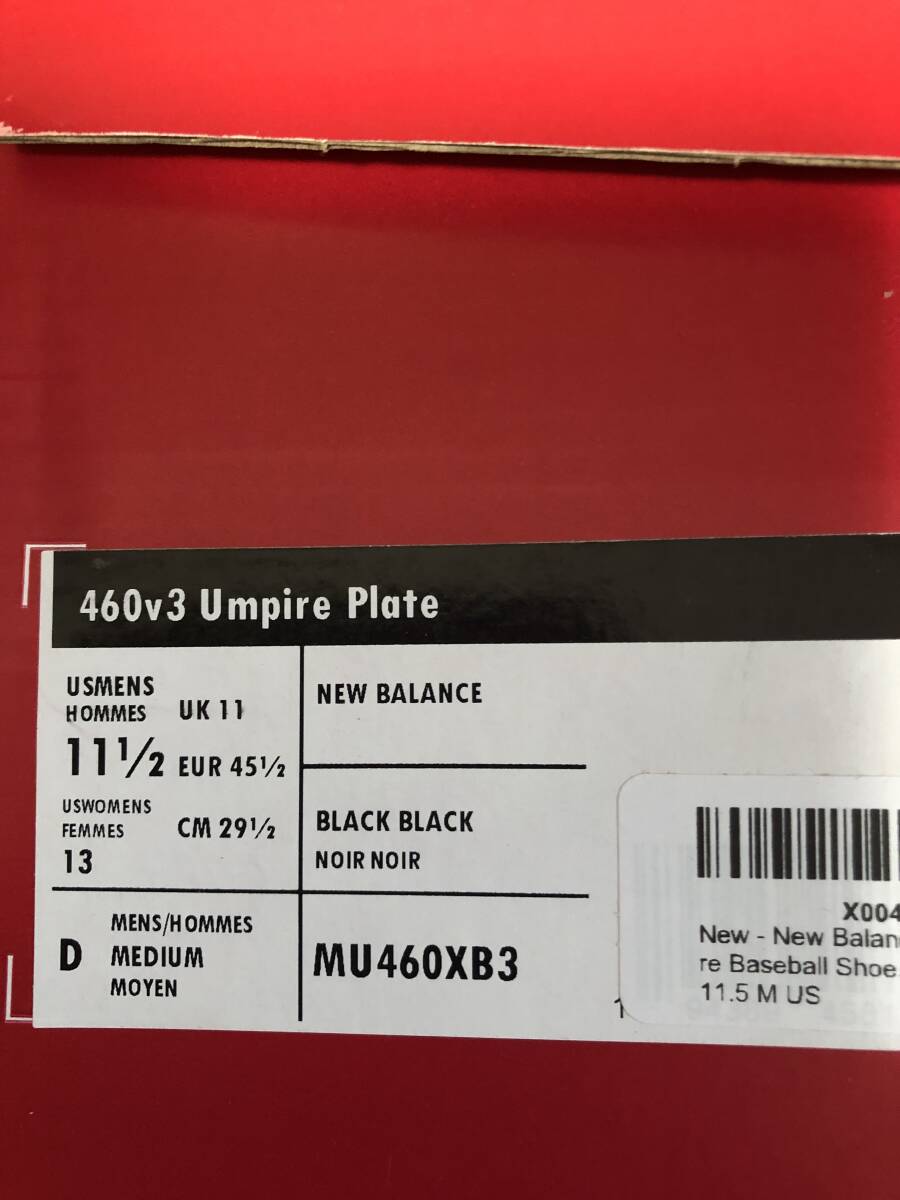 460v3 Umpire Plate
USMENS
HOMMES UK 11
11½ EUR 45½
USWOMENS
FEMMES CM 29½
13
NEW BALANCE
BLACK BLACK
NOIR NOIR
D MENS/HOMMES
MEDIUM
MOYEN
MU460XB3
1
X004
New - New Balan
re Baseball Shoe
11.5 M US